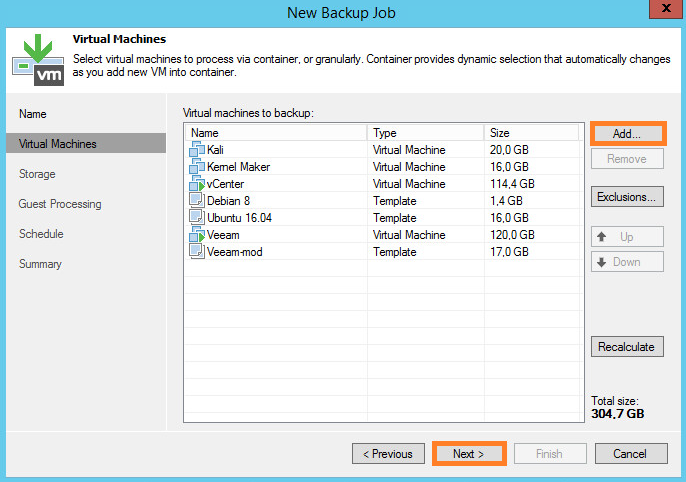 New Backup Job
x
Virtual Machines
Select virtual machines to process via container, or granularly. Container provides dynamic selection that automatically changes
as you add new VM into container.
vm
Name
Virtual Machines
Storage
Guest Processing
Schedule
Summary
Virtual machines to backup:
Name Type Size
Kali Virtual Machine 20,0 GB
Kernel Maker Virtual Machine 16,0 GB
vCenter Virtual Machine 114,4 GB
Debian 8 Template 1,4 GB
Ubuntu 16.04 Template 16,0 GB
Veeam Virtual Machine 120,0 GB
Veeam-mod Template 17,0 GB
Add...
Remove
Exclusions...
Up
Down
Recalculate
Total size:
304,7 GB
< Previous Next > Finish Cancel